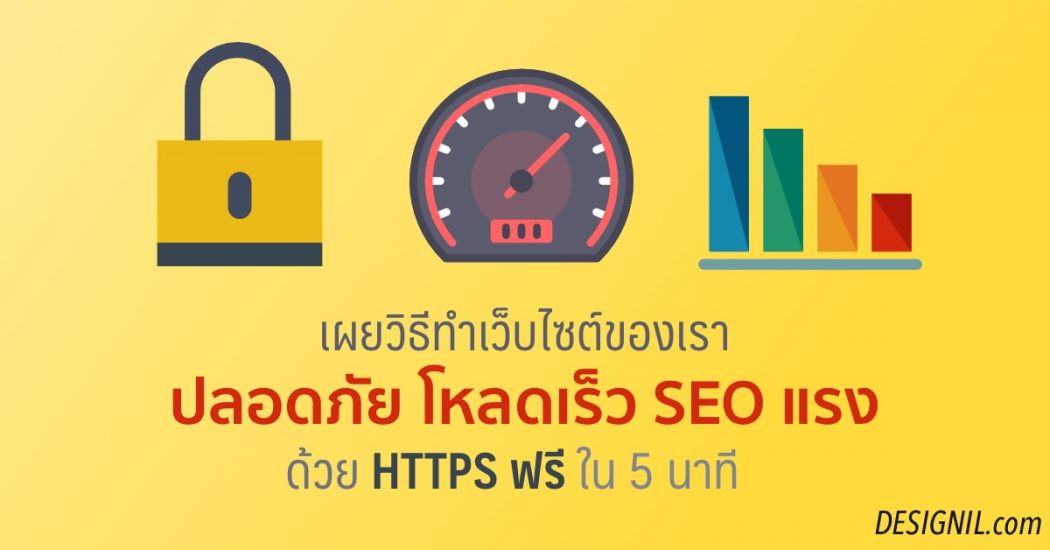 เผยวิธีทำเว็บไซต์ของเรา
ปลอดภัย โหลดเร็ว SEO แรง
ด้วย HTTPS ฟรี ใน 5 นาที
DESIGNIL.com